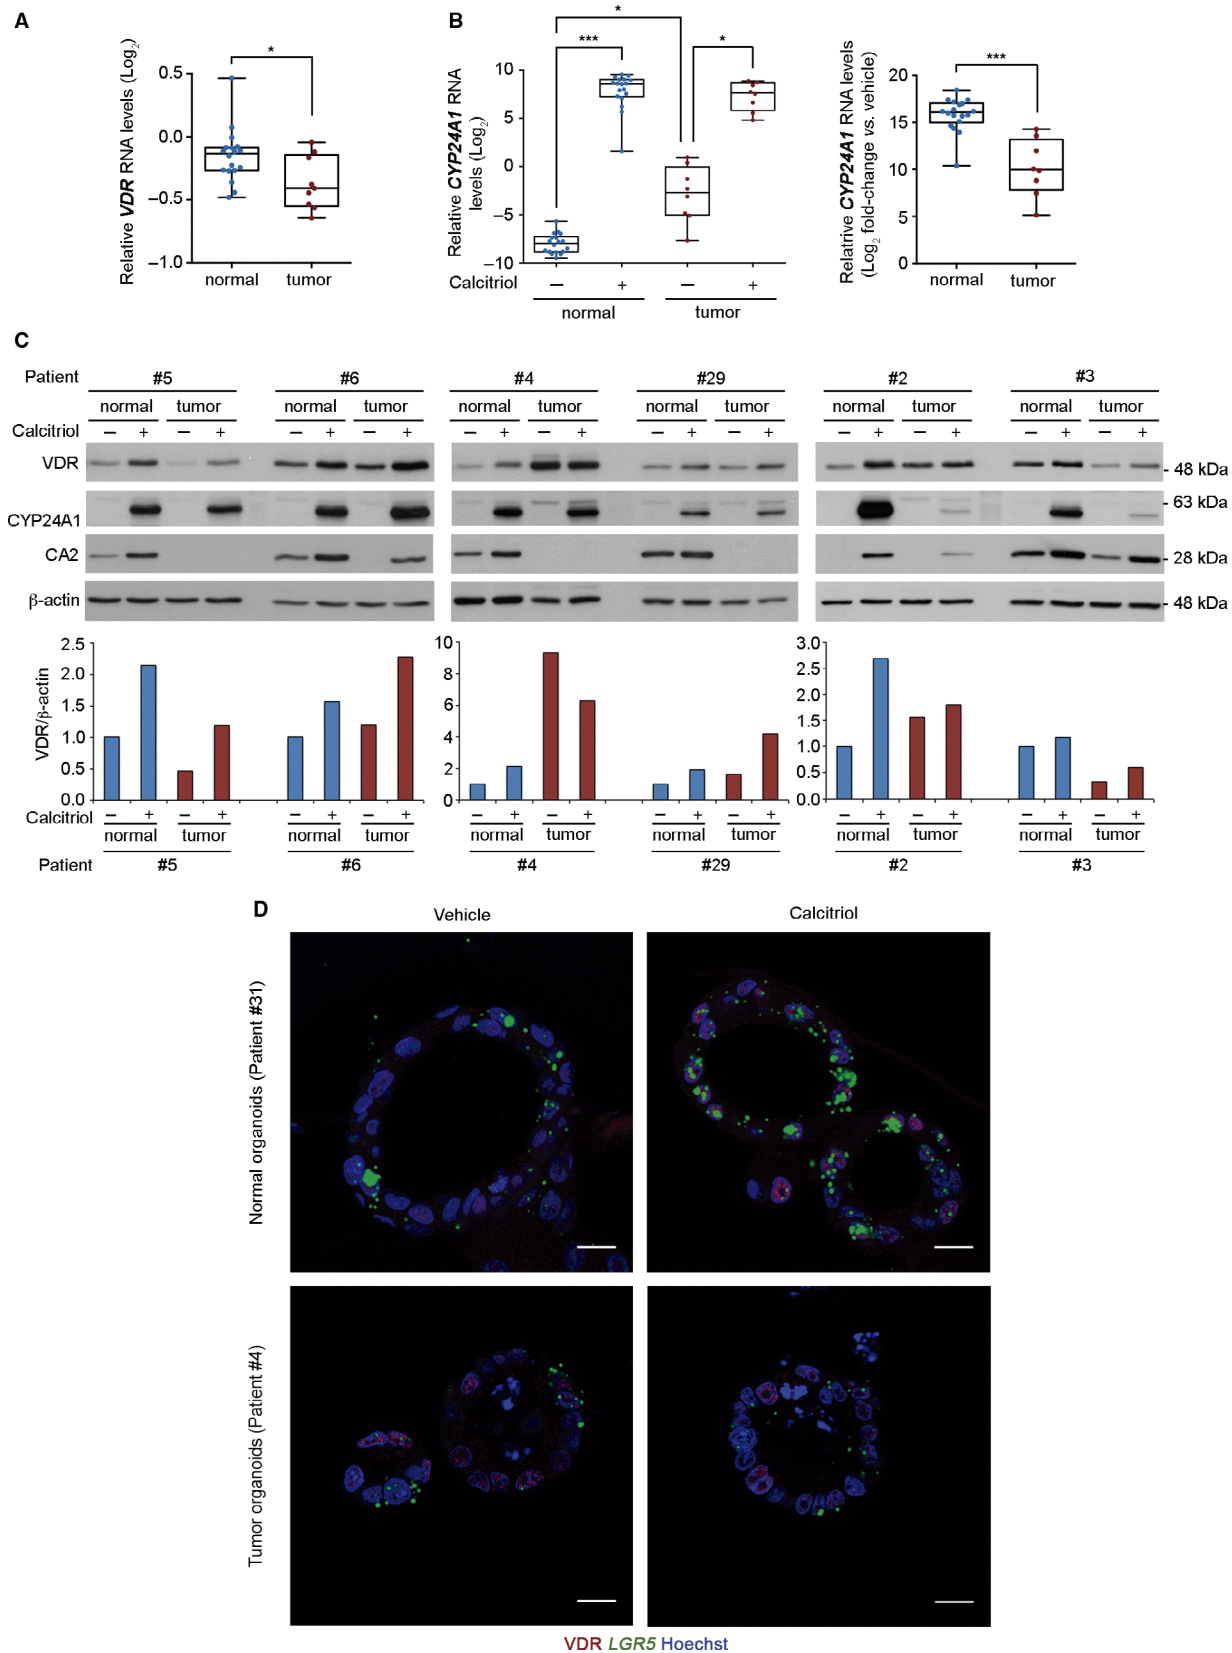 A
Relative VDR RNA levels (Log2)
*
0.5
0.0
−0.5
−1.0
normal tumor
B
Relative CYP24A1 RNA
levels (Log2)
*
*** *
10
5
0
−5
−10
Calcitriol − + − +
normal tumor
Relatrive CYP24A1 RNA levels
(Log2 fold-change vs. vehicle)
***
20
15
10
5
0
normal tumor
C
Patient #5 #6 #4 #29 #2 #3
normal tumor normal tumor normal tumor normal tumor normal tumor normal tumor
Calcitriol − + − + − + − + − + − + − + − + − + − + − + − +
VDR - 48 kDa
CYP24A1 - 63 kDa
CA2 - 28 kDa
β-actin - 48 kDa
VDR/β-actin
2.5
2.0
1.5
1.0
0.5
0.0
10
8
6
4
2
0
3.0
2.5
2.0
1.5
1.0
0.5
0.0
Calcitriol − + − + − + − + − + − + − + − + − + − + − + − +
normal tumor normal tumor normal tumor normal tumor normal tumor normal tumor
Patient #5 #6 #4 #29 #2 #3
D
Vehicle Calcitriol
Normal organoids (Patient #31)
Tumor organoids (Patient #4)
VDR LGR5 Hoechst